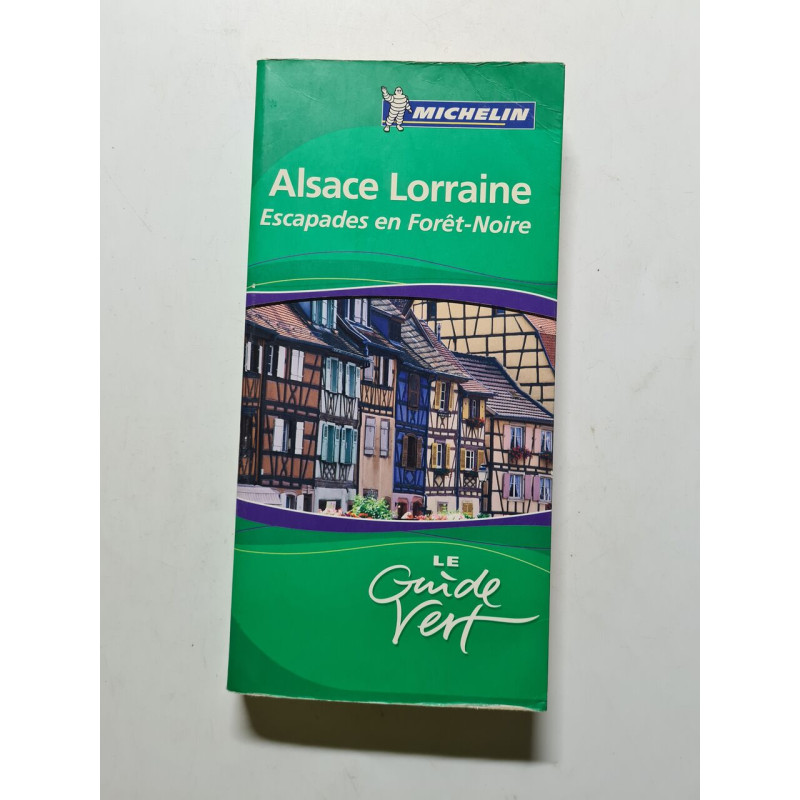 MICHELIN
Alsace Lorraine
Escapades en Forêt-Noire
LE
Guide
Vert